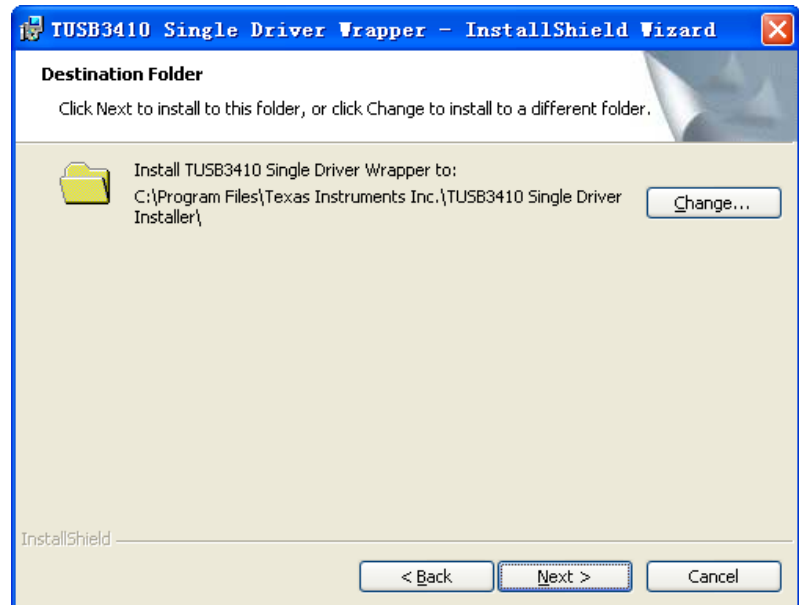 TUSB3410 Single Driver Wrapper - InstallShield Wizard
Destination Folder
Click Next to install to this folder, or click Change to install to a different folder.
Install TUSB3410 Single Driver Wrapper to:
C:\Program Files\Texas Instruments Inc.\TUSB3410 Single Driver
Installer\
Change...
InstallShield
< Back
Next >
Cancel